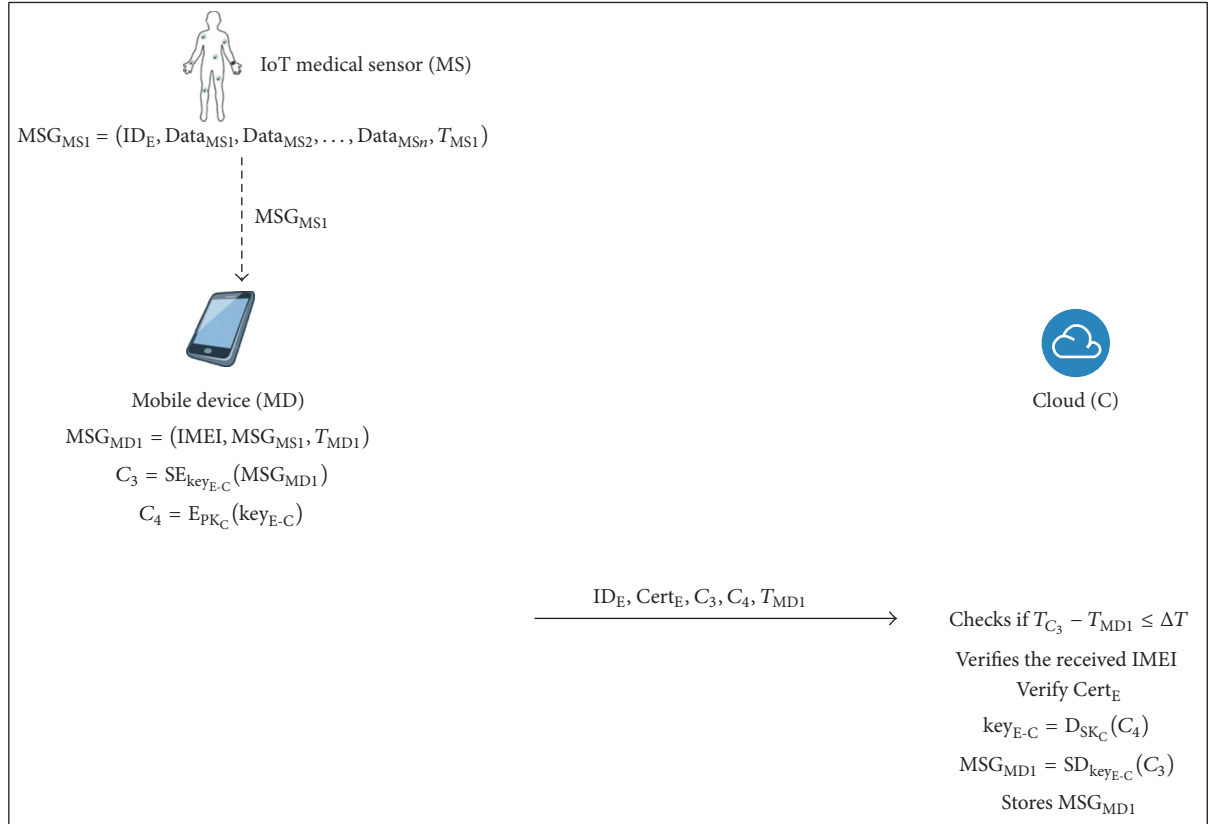 IoT medical sensor (MS)
MSG_MS1 = (ID_E, Data_MS1, Data_MS2, . . . , Data_MSn, T_MS1)
MSG_MS1
Mobile device (MD)
MSG_MD1 = (IMEI, MSG_MS1, T_MD1)
C_3 = SE_key_E-C(MSG_MD1)
C_4 = E_PK_C(key_E-C)
Cloud (C)
ID_E, Cert_E, C_3, C_4, T_MD1
Checks if T_C_3 − T_MD1 ≤ ΔT
Verifies the received IMEI
Verify Cert_E
key_E-C = D_SK_C(C_4)
MSG_MD1 = SD_key_E-C(C_3)
Stores MSG_MD1